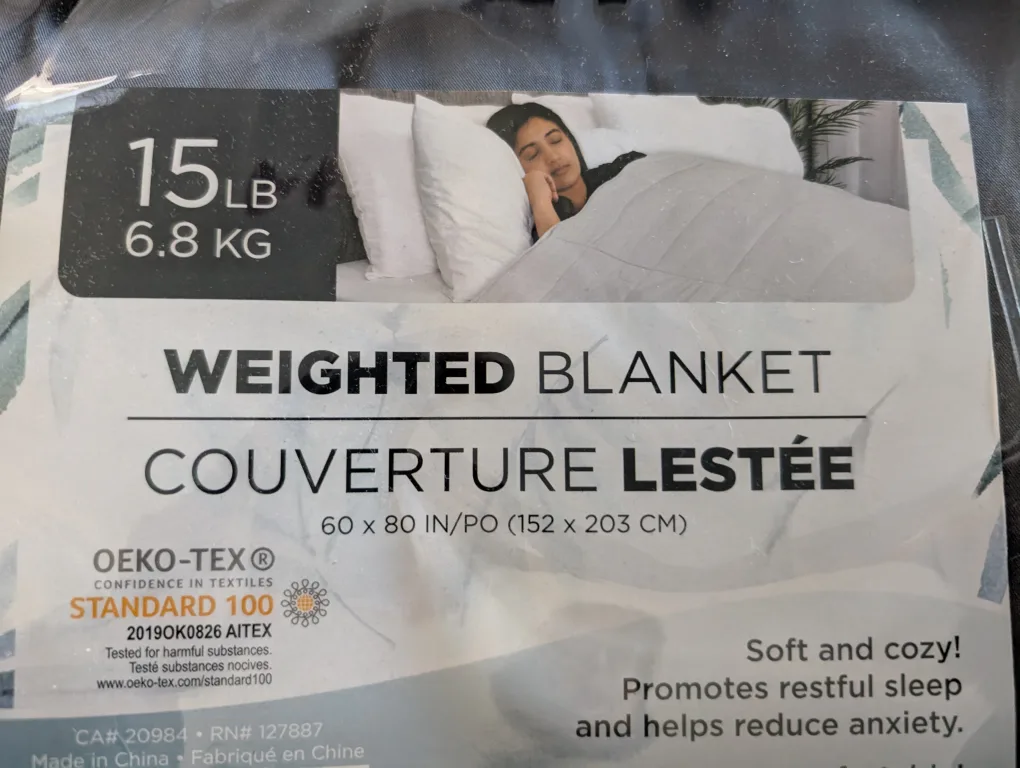 15 LB
6.8 KG
WEIGHTED BLANKET
COUVERTURE LESTÉE
60 x 80 IN/PO (152 x 203 CM)
OEKO-TEX®
CONFIDENCE IN TEXTILES
STANDARD 100
2019OK0826 AITEX
Tested for harmful substances.
Testé substances nocives.
www.oeko-tex.com/standard100
CA# 20984 • RN# 127887
Made in China • Fabriqué en Chine
Soft and cozy!
Promotes restful sleep
and helps reduce anxiety.